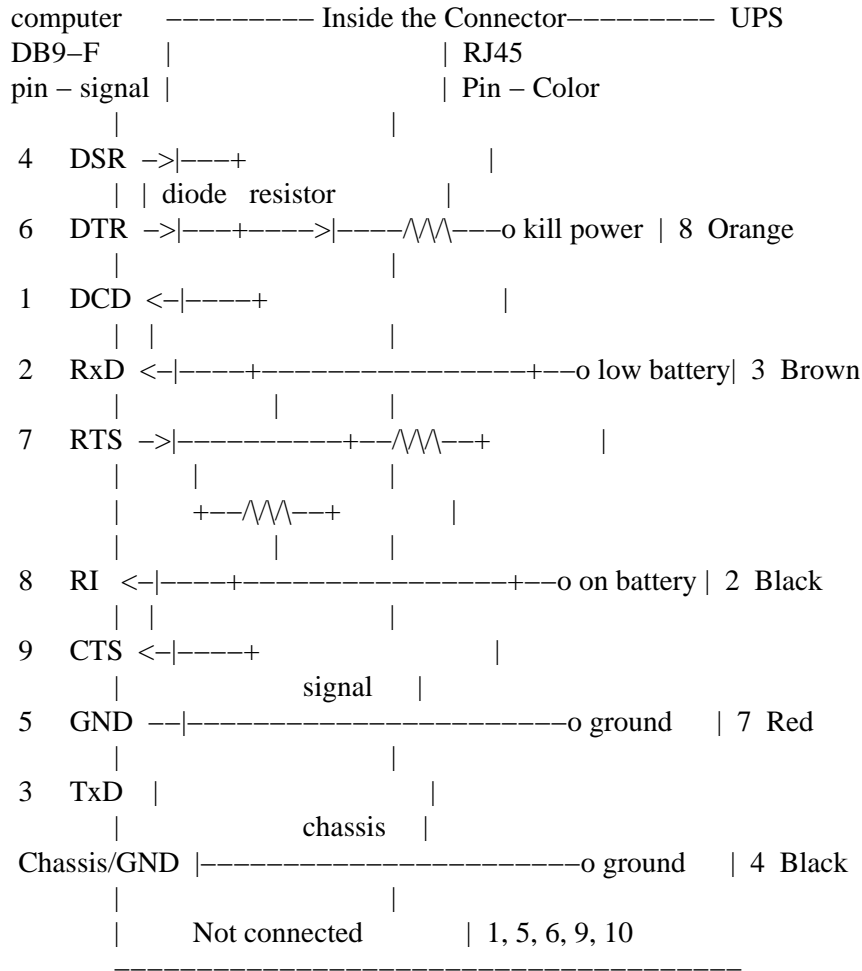 computer −−−−−−−−− Inside the Connector−−−−−−−−− UPS
DB9−F | | RJ45
pin − signal | | Pin − Color
| |
4 DSR −>|−−−+ |
| | diode resistor |
6 DTR −>|−−−+−−−−>|−−−−/\/\/\−−−o kill power | 8 Orange
| |
1 DCD <−|−−−−+ |
| | |
2 RxD <−|−−−−+−−−−−−−−−−−−−−−−+−−o low battery| 3 Brown
| | |
7 RTS −>|−−−−−−−−−−+−−/\/\/\−−+ |
| | |
| +−−/\/\/\−−+ |
| | |
8 RI <−|−−−−+−−−−−−−−−−−−−−−−+−−o on battery | 2 Black
| | |
9 CTS <−|−−−−+ |
| signal |
5 GND −−|−−−−−−−−−−−−−−−−−−−−−−−o ground | 7 Red
| |
3 TxD | |
| chassis |
Chassis/GND |−−−−−−−−−−−−−−−−−−−−−−−o ground | 4 Black
| |
| Not connected | 1, 5, 6, 9, 10
−−−−−−−−−−−−−−−−−−−−−−−−−−−−−−−−−−−−−−